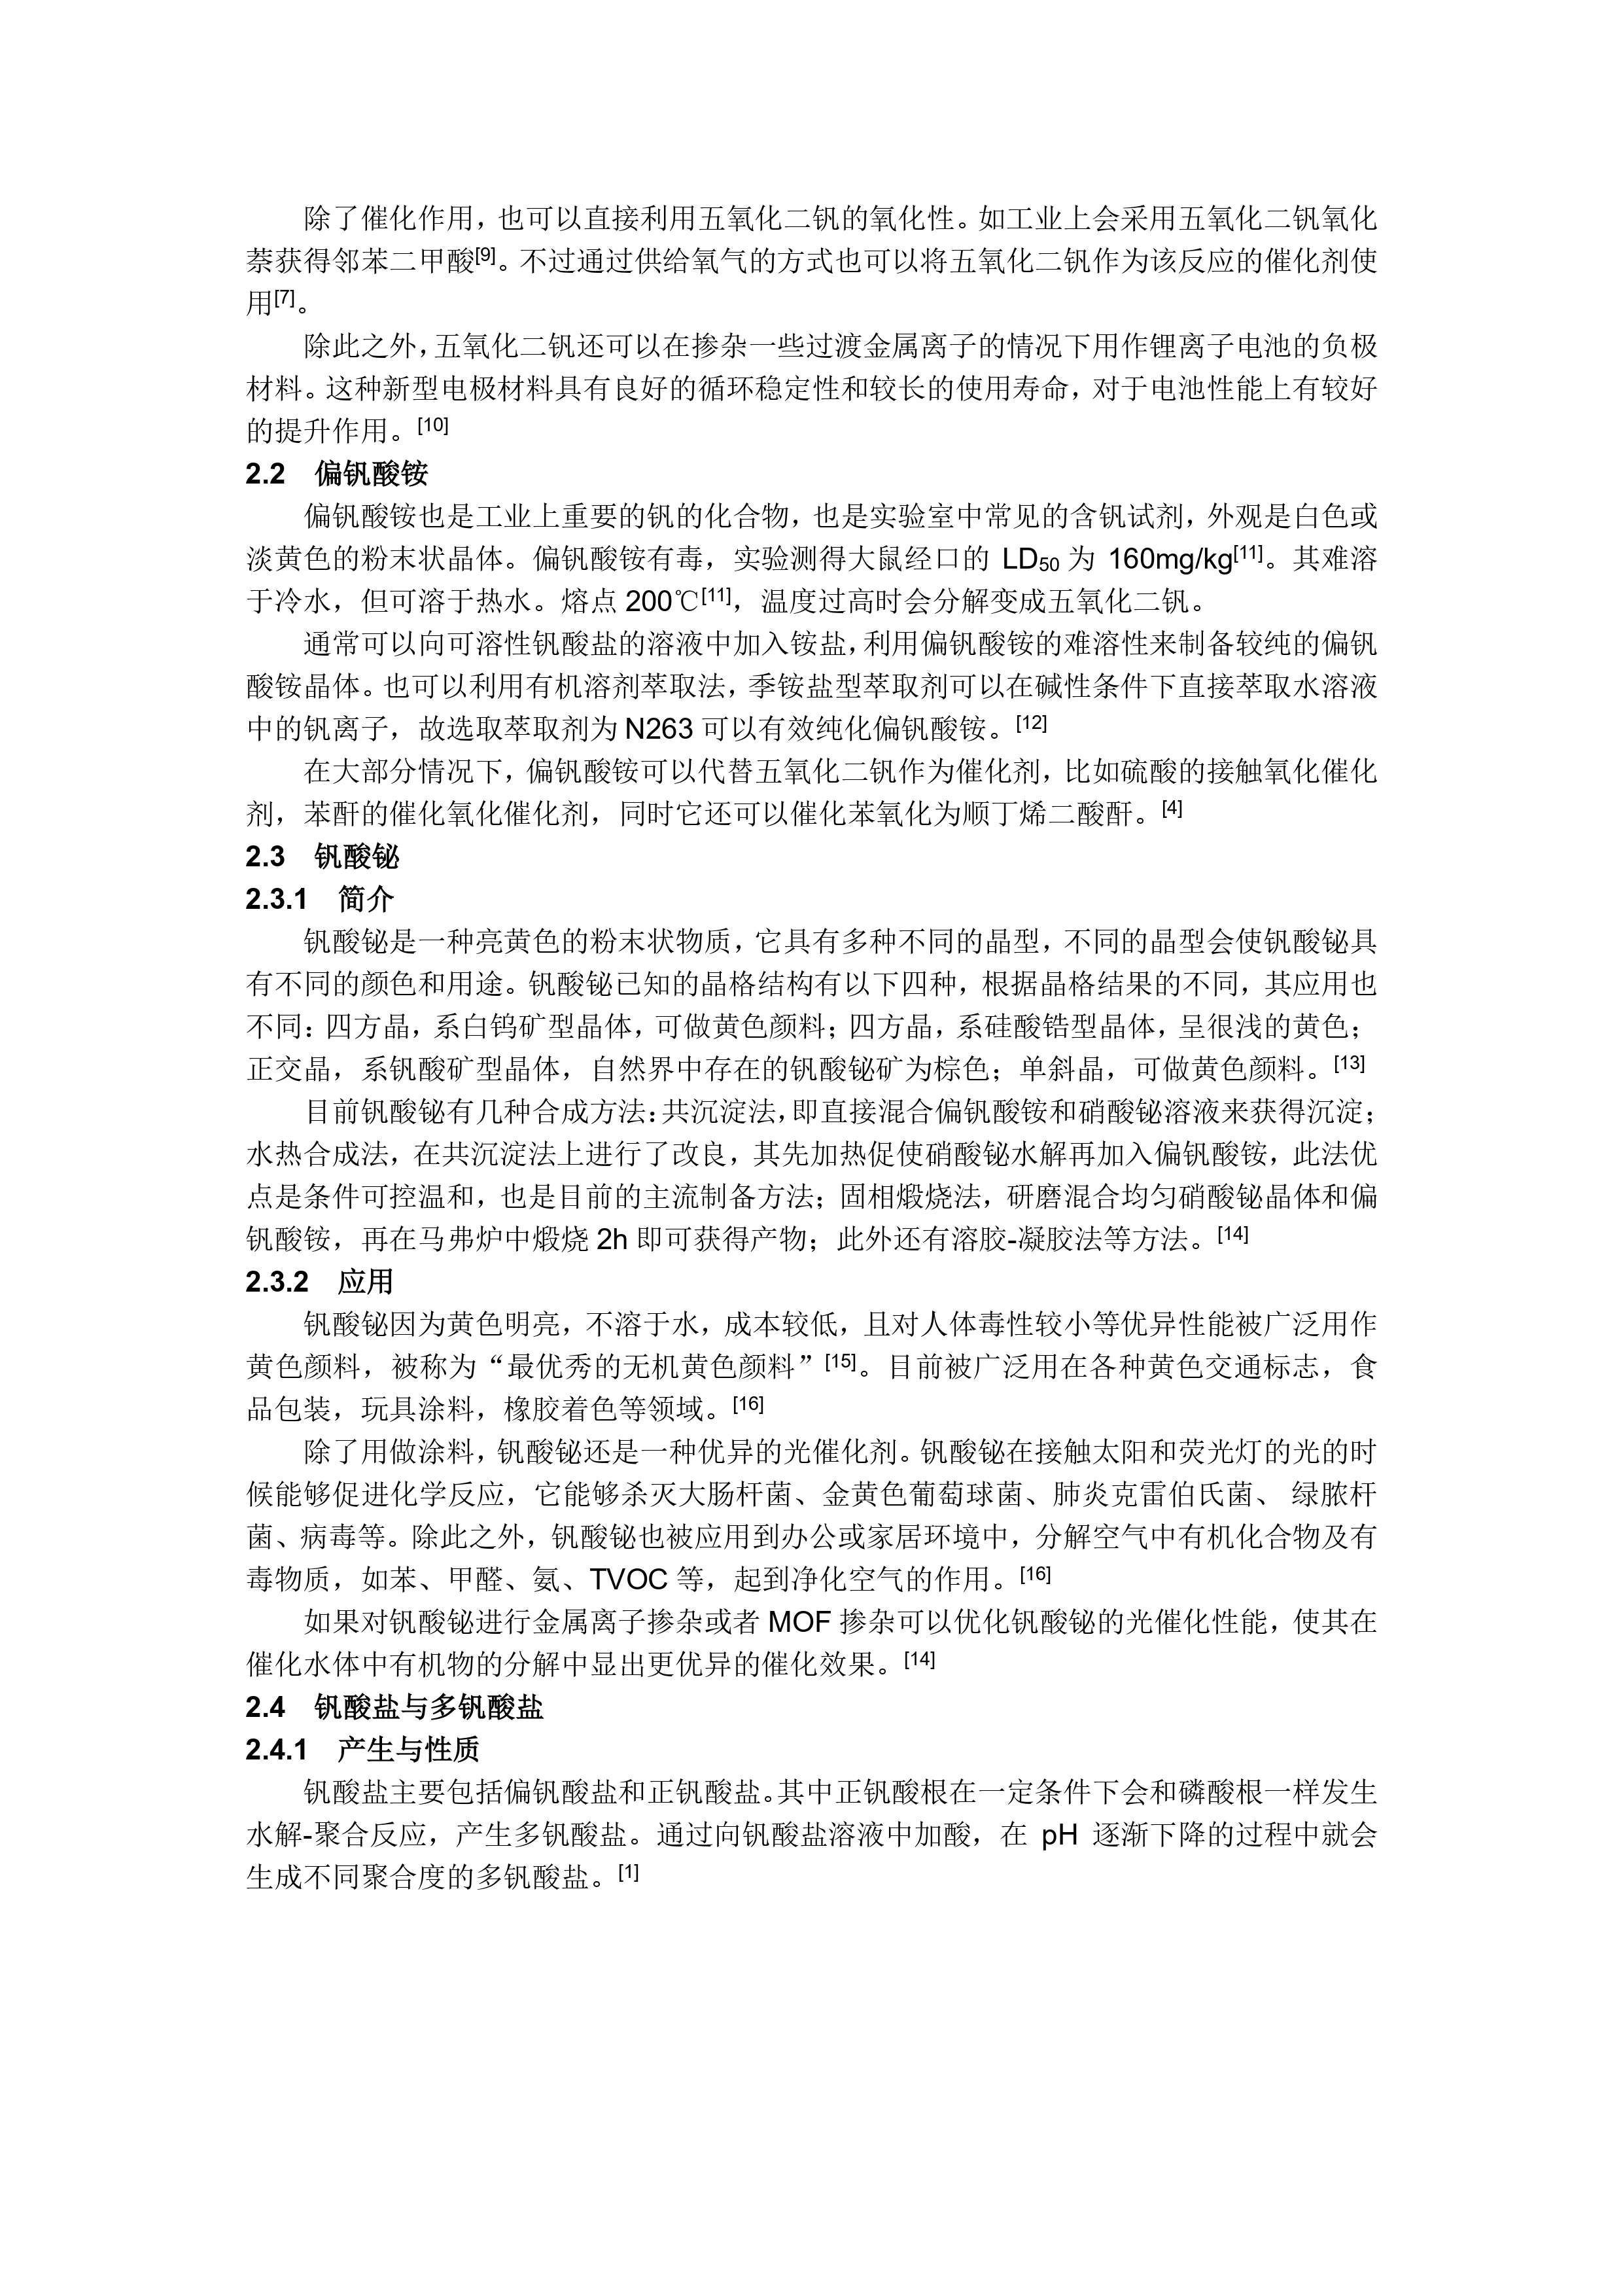 除了催化作用，也可以直接利用五氧化二钒的氧化性。如工业上会采用五氧化二钒氧化
萘获得邻苯二甲酸[9]。不过通过供给氧气的方式也可以将五氧化二钒作为该反应的催化剂使
用[7]。
除此之外，五氧化二钒还可以在掺杂一些过渡金属离子的情况下用作锂离子电池的负极
材料。这种新型电极材料具有良好的循环稳定性和较长的使用寿命，对于电池性能上有较好
的提升作用。[10]
2.2 偏钒酸铵
偏钒酸铵也是工业上重要的钒的化合物，也是实验室中常见的含钒试剂，外观是白色或
淡黄色的粉末状晶体。偏钒酸铵有毒，实验测得大鼠经口的 LD50 为 160mg/kg[11]。其难溶
于冷水，但可溶于热水。熔点 200℃[11]，温度过高时会分解变成五氧化二钒。
通常可以向可溶性钒酸盐的溶液中加入铵盐，利用偏钒酸铵的难溶性来制备较纯的偏钒
酸铵晶体。也可以利用有机溶剂萃取法，季铵盐型萃取剂可以在碱性条件下直接萃取水溶液
中的钒离子，故选取萃取剂为 N263 可以有效纯化偏钒酸铵。[12]
在大部分情况下，偏钒酸铵可以代替五氧化二钒作为催化剂，比如硫酸的接触氧化催化
剂，苯酐的催化氧化催化剂，同时它还可以催化苯氧化为顺丁烯二酸酐。[4]
2.3 钒酸铋
2.3.1 简介
钒酸铋是一种亮黄色的粉末状物质，它具有多种不同的晶型，不同的晶型会使钒酸铋具
有不同的颜色和用途。钒酸铋已知的晶格结构有以下四种，根据晶格结果的不同，其应用也
不同：四方晶，系白钨矿型晶体，可做黄色颜料；四方晶，系硅酸锆型晶体，呈很浅的黄色；
正交晶，系钒酸矿型晶体，自然界中存在的钒酸铋矿为棕色；单斜晶，可做黄色颜料。[13]
目前钒酸铋有几种合成方法：共沉淀法，即直接混合偏钒酸铵和硝酸铋溶液来获得沉淀；
水热合成法，在共沉淀法上进行了改良，其先加热促使硝酸铋水解再加入偏钒酸铵，此法优
点是条件可控温和，也是目前的主流制备方法；固相煅烧法，研磨混合均匀硝酸铋晶体和偏
钒酸铵，再在马弗炉中煅烧 2h 即可获得产物；此外还有溶胶-凝胶法等方法。[14]
2.3.2 应用
钒酸铋因为黄色明亮，不溶于水，成本较低，且对人体毒性较小等优异性能被广泛用作
黄色颜料，被称为“最优秀的无机黄色颜料”[15]。目前被广泛用在各种黄色交通标志，食
品包装，玩具涂料，橡胶着色等领域。[16]
除了用做涂料，钒酸铋还是一种优异的光催化剂。钒酸铋在接触太阳和荧光灯的光的时
候能够促进化学反应，它能够杀灭大肠杆菌、金黄色葡萄球菌、肺炎克雷伯氏菌、 绿脓杆
菌、病毒等。除此之外，钒酸铋也被应用到办公或家居环境中，分解空气中有机化合物及有
毒物质，如苯、甲醛、氨、TVOC 等，起到净化空气的作用。[16]
如果对钒酸铋进行金属离子掺杂或者 MOF 掺杂可以优化钒酸铋的光催化性能，使其在
催化水体中有机物的分解中显出更优异的催化效果。[14]
2.4 钒酸盐与多钒酸盐
2.4.1 产生与性质
钒酸盐主要包括偏钒酸盐和正钒酸盐。其中正钒酸根在一定条件下会和磷酸根一样发生
水解-聚合反应，产生多钒酸盐。通过向钒酸盐溶液中加酸，在 pH 逐渐下降的过程中就会
生成不同聚合度的多钒酸盐。[1]